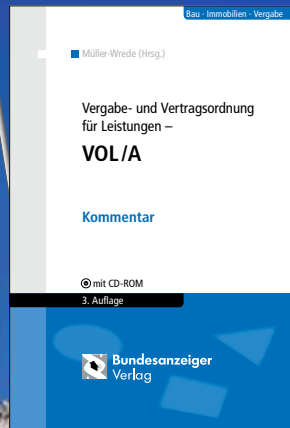 Bau - Immobilien - Vergabe
Müller-Wrede (Hrsg.)
Vergabe- und Vertragsordnung
für Leistungen –
VOL/A
Kommentar
mit CD-ROM
3. Auflage
Bundesanzeiger
Verlag